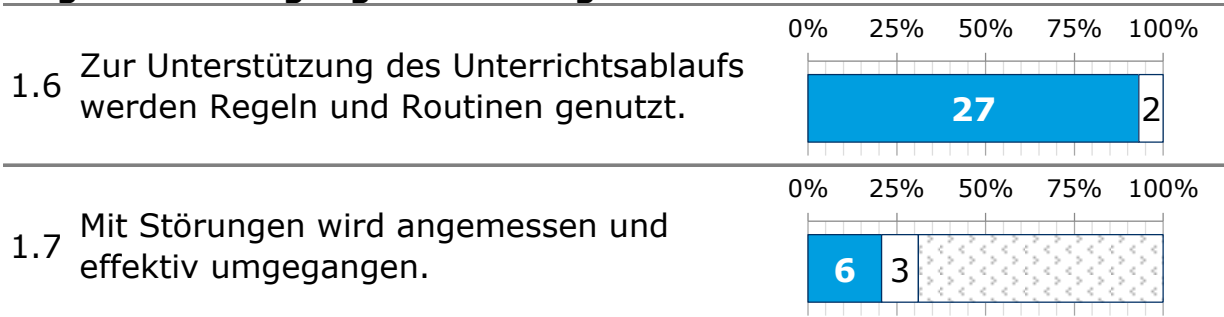 0% 25% 50% 75% 100%
1.6 Zur Unterstützung des Unterrichtsablaufs
werden Regeln und Routinen genutzt.
27 2
0% 25% 50% 75% 100%
1.7 Mit Störungen wird angemessen und
effektiv umgegangen.
6 3